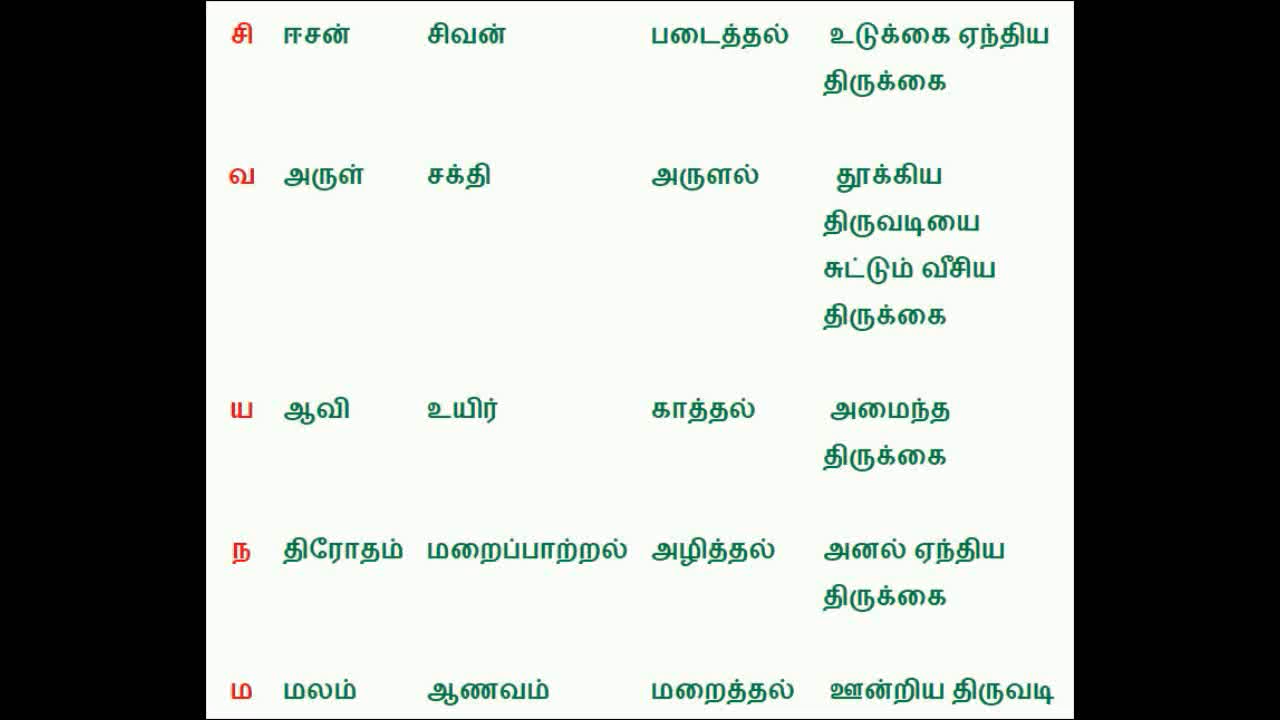 சி ஈசன் சிவன் படைத்தல் உடுக்கை ஏந்திய
திருக்கை
வ அருள் சக்தி அருளல் தூக்கிய
திருவடியை
சுட்டும் வீசிய
திருக்கை
ய ஆவி உயிர் காத்தல் அமைந்த
திருக்கை
ந திரோதம் மறைப்பாற்றல் அழித்தல் அனல் ஏந்திய
திருக்கை
ம மலம் ஆணவம் மறைத்தல் ஊன்றிய திருவடி